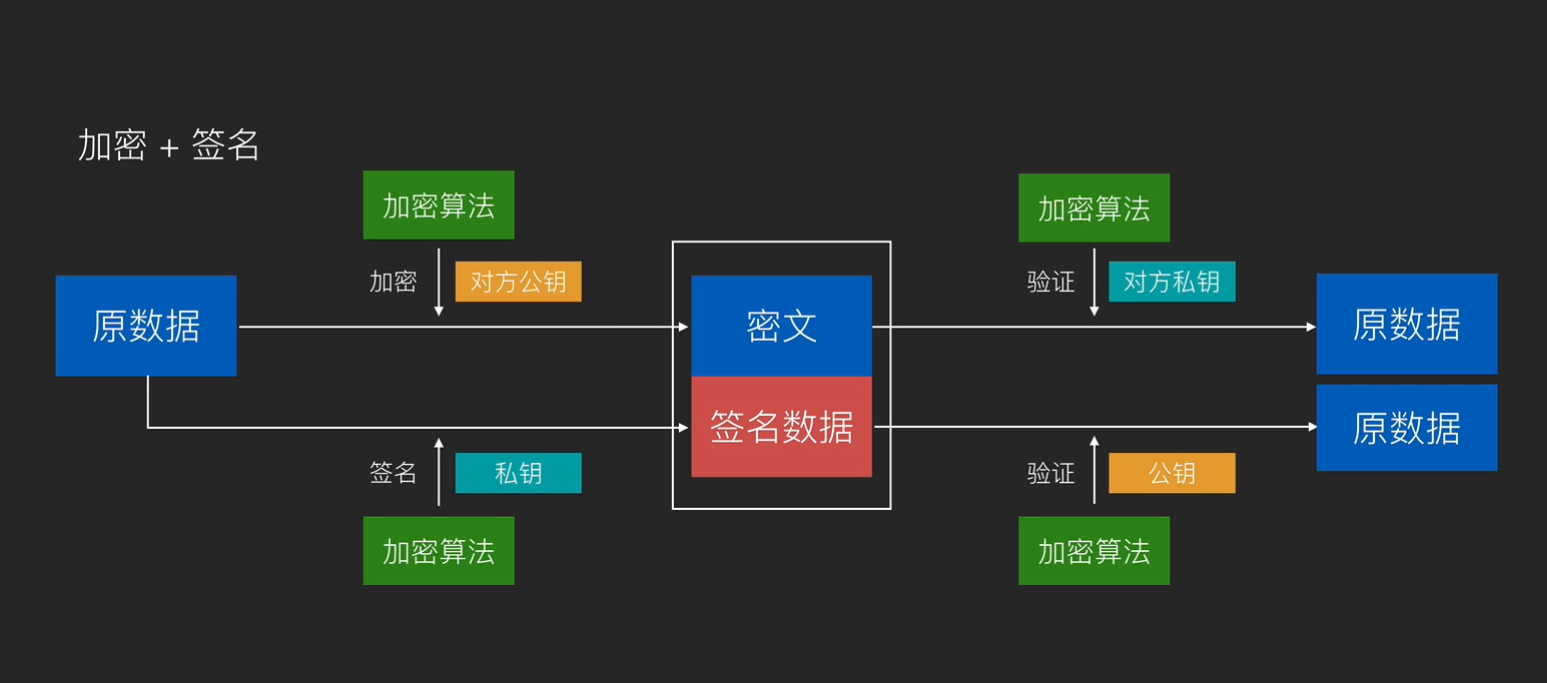 加密 + 签名
加密算法
加密算法
加密
对方公钥
验证
对方私钥
原数据
密文
原数据
签名数据
原数据
签名
私钥
验证
公钥
加密算法
加密算法